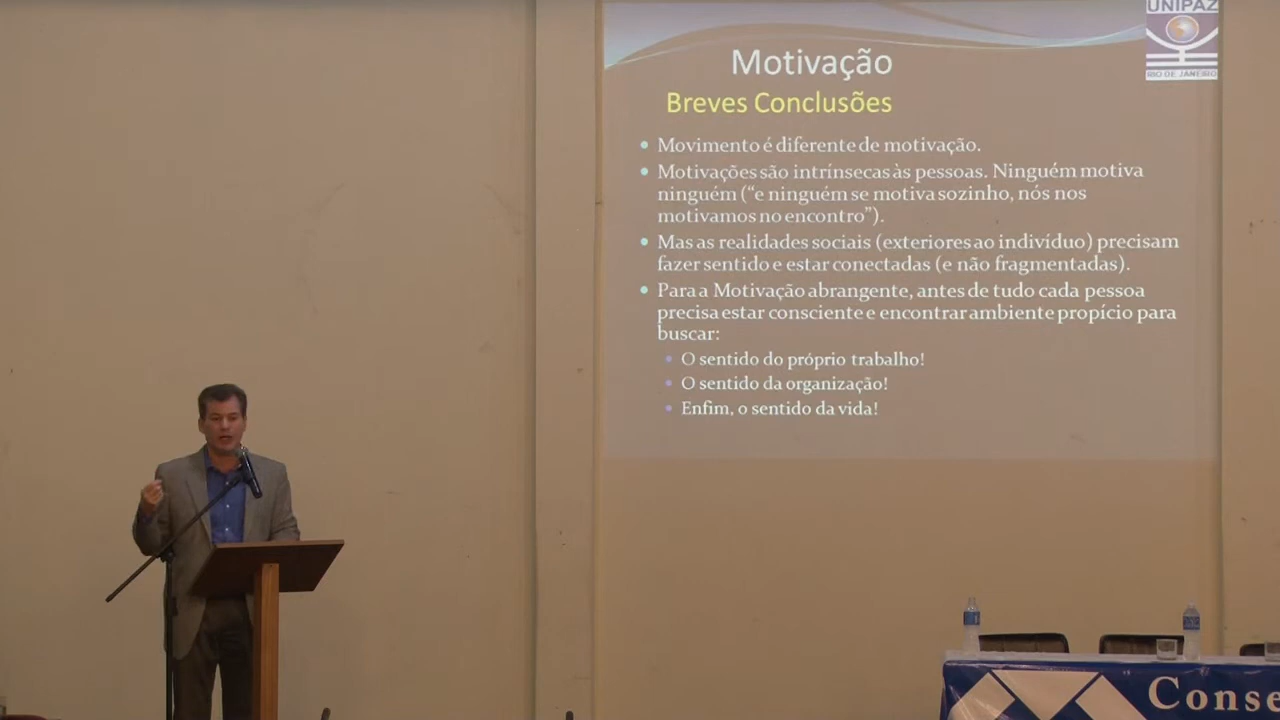 UNIPAZ
RIO DE JANEIRO
Motivação
Breves Conclusões
• Movimento é diferente de motivação.
• Motivações são intrínsecas às pessoas. Ninguém motiva
ninguém (“e ninguém se motiva sozinho, nós nos
motivamos no encontro”).
• Mas as realidades sociais (exteriores ao indivíduo) precisam
fazer sentido e estar conectadas (e não fragmentadas).
• Para a Motivação abrangente, antes de tudo cada pessoa
precisa estar consciente e encontrar ambiente propício para
buscar:
• O sentido do próprio trabalho!
• O sentido da organização!
• Enfim, o sentido da vida!
Conse